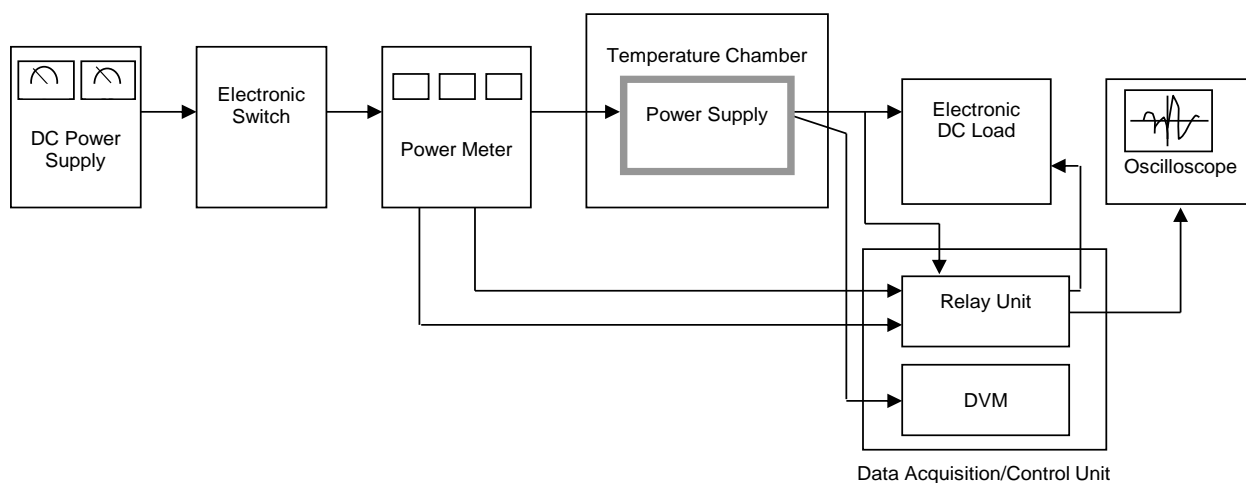 DC Power
Supply
Electronic
Switch
Power Meter
Temperature Chamber
Power Supply
Electronic
DC Load
Oscilloscope
Relay Unit
DVM
Data Acquisition/Control Unit